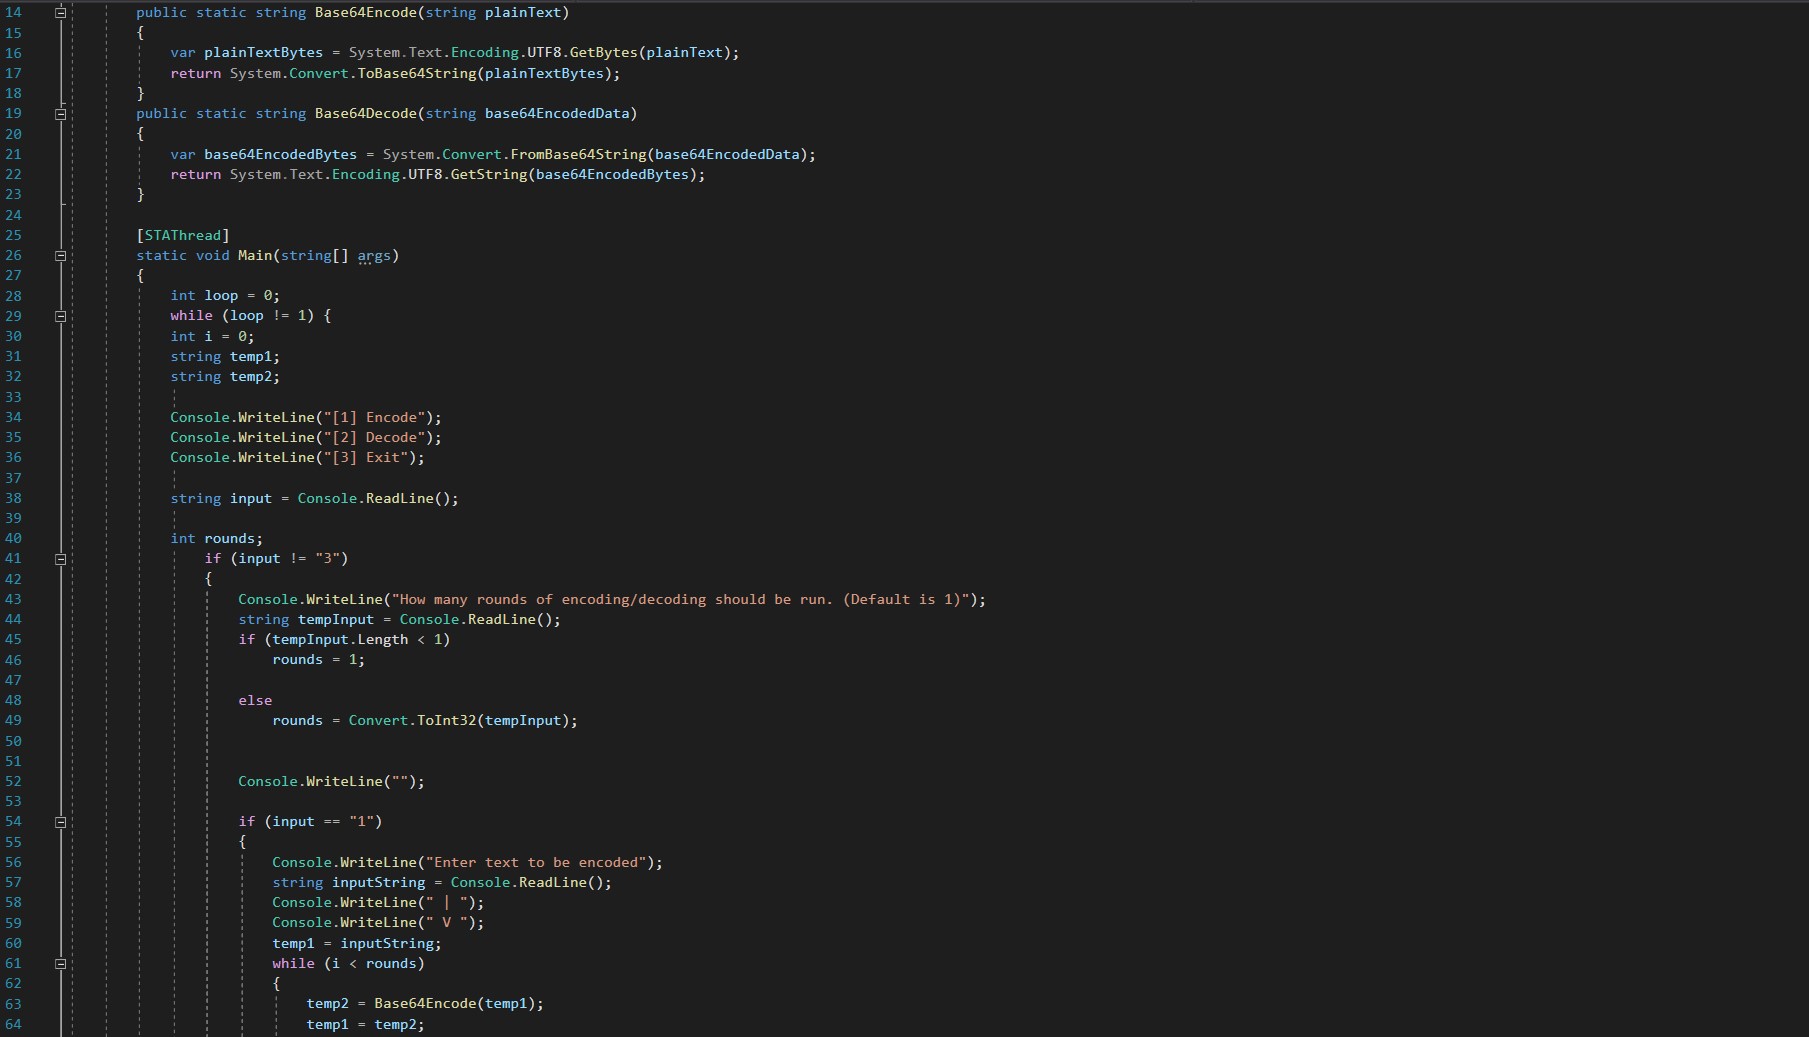 14 public static string Base64Encode(string plainText)
15 {
16 var plainTextBytes = System.Text.Encoding.UTF8.GetBytes(plainText);
17 return System.Convert.ToBase64String(plainTextBytes);
18 }
19 public static string Base64Decode(string base64EncodedData)
20 {
21 var base64EncodedBytes = System.Convert.FromBase64String(base64EncodedData);
22 return System.Text.Encoding.UTF8.GetString(base64EncodedBytes);
23 }
24
25 [STAThread]
26 static void Main(string[] args)
27 {
28 int loop = 0;
29 while (loop != 1) {
30 int i = 0;
31 string temp1;
32 string temp2;
33
34 Console.WriteLine("[1] Encode");
35 Console.WriteLine("[2] Decode");
36 Console.WriteLine("[3] Exit");
37
38 string input = Console.ReadLine();
39
40 int rounds;
41 if (input != "3")
42 {
43 Console.WriteLine("How many rounds of encoding/decoding should be run. (Default is 1)");
44 string tempInput = Console.ReadLine();
45 if (tempInput.Length < 1)
46 rounds = 1;
47
48 else
49 rounds = Convert.ToInt32(tempInput);
50
51
52 Console.WriteLine("");
53
54 if (input == "1")
55 {
56 Console.WriteLine("Enter text to be encoded");
57 string inputString = Console.ReadLine();
58 Console.WriteLine(" | ");
59 Console.WriteLine(" V ");
60 temp1 = inputString;
61 while (i < rounds)
62 {
63 temp2 = Base64Encode(temp1);
64 temp1 = temp2;